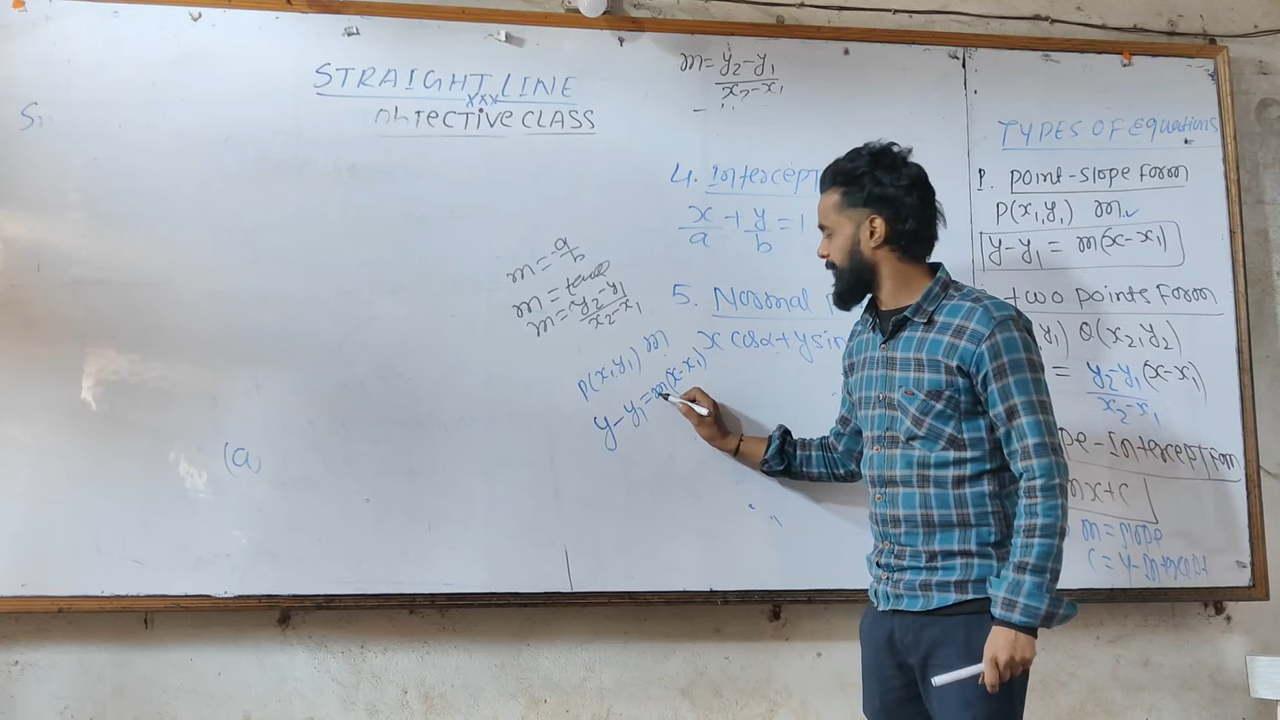 STRAIGHT LINE
xxx
ObjECTiVE CLASS
S
(a)
m = y₂-y₁/x₂-x₁
4. Intercept
x/a + y/b = 1
5. Normal
x cosα + y sin
m = -a/b
m = y₂-y₁/x₂-x₁
P(x₁,y₁) m
y-y₁ = m(x-x₁)
TYPES OF Equations
1. point-slope form
P(x₁,y₁) m✓
y-y₁ = m(x-x₁)
two points form
y₁) Q(x₂,y₂)
= y₂-y₁/x₂-x₁ (x-x₁)
pe-Intercept form
mx+c
m = slope
c = y-Intercept